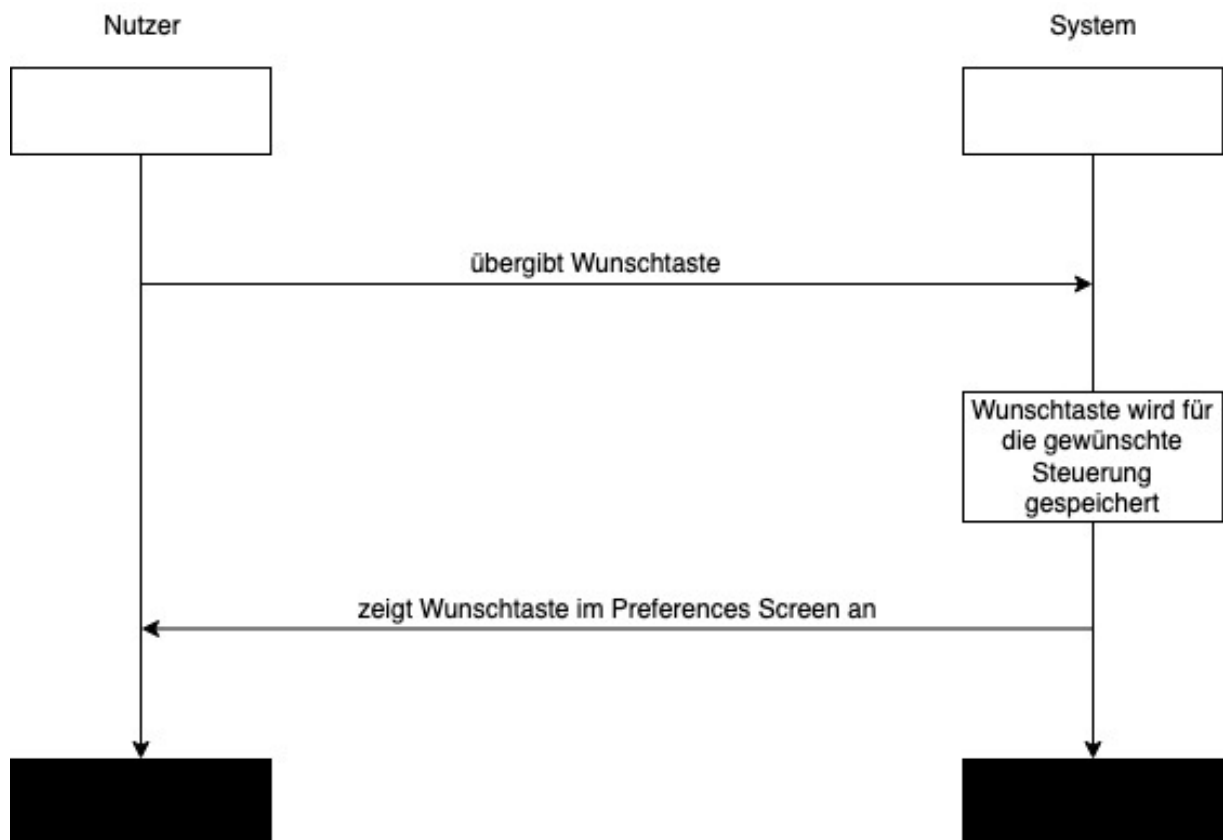 Nutzer
System
übergibt Wunschtaste
Wunschtaste wird für
die gewünschte
Steuerung
gespeichert
zeigt Wunschtaste im Preferences Screen an